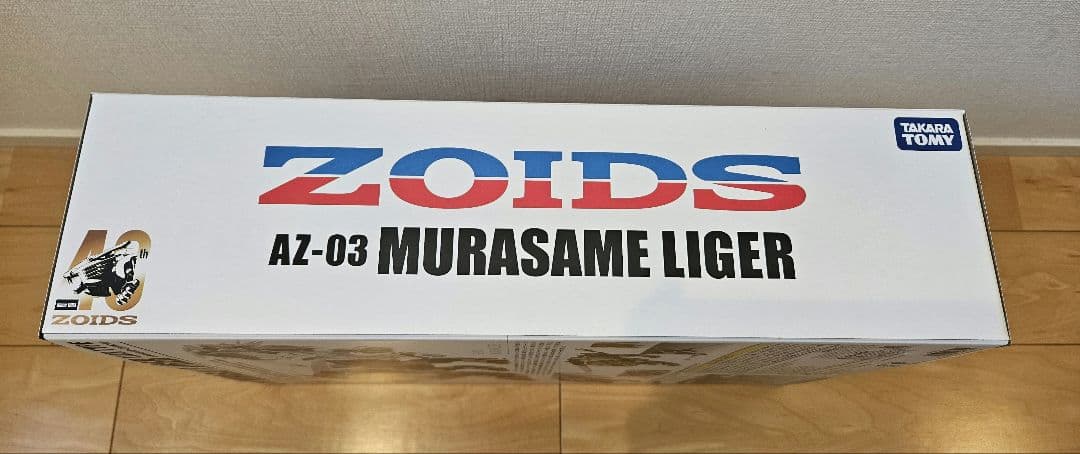 TAKARA
TOMY
ZOIDS
AZ-03 MURASAME LIGER
40th
ZOIDS